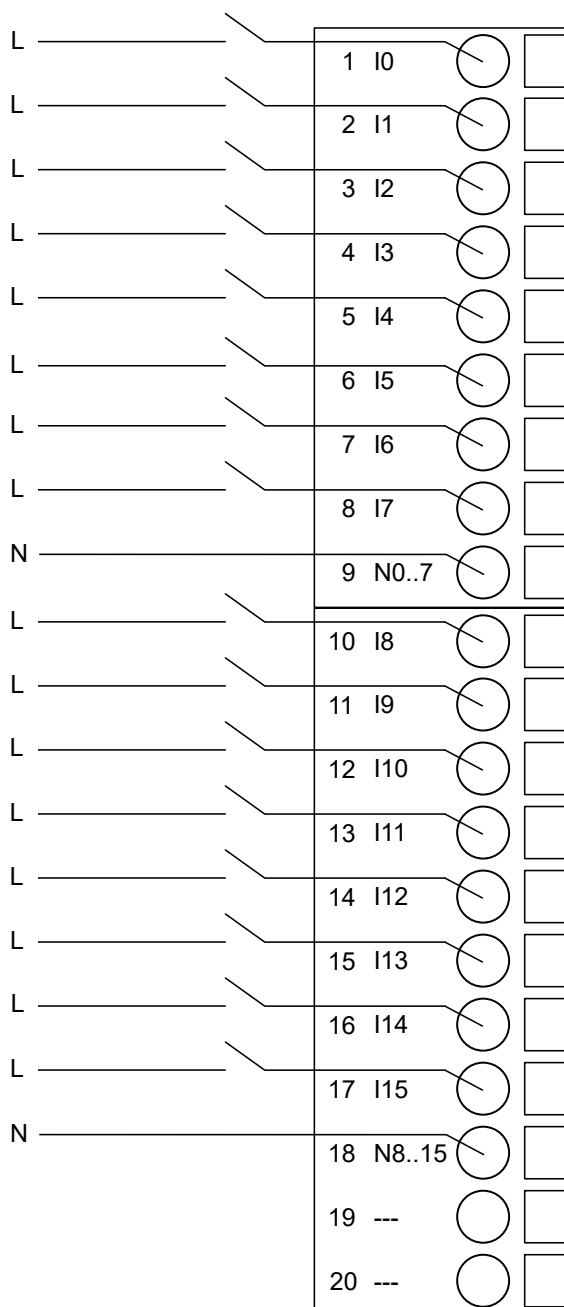 L 1 I0
L 2 I1
L 3 I2
L 4 I3
L 5 I4
L 6 I5
L 7 I6
L 8 I7
N 9 N0..7
L 10 I8
L 11 I9
L 12 I10
L 13 I11
L 14 I12
L 15 I13
L 16 I14
L 17 I15
N 18 N8..15
19 ---
20 ---